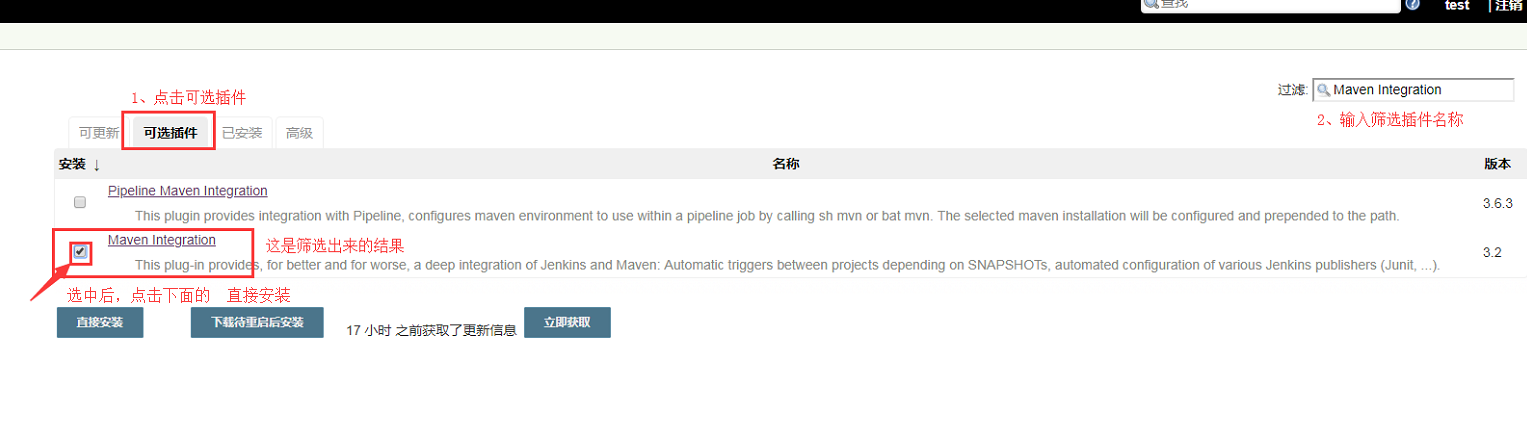 查找
test
| 注销
1、点击可选插件
过滤: Maven Integration
2、输入筛选插件名称
可更新 可选插件 已安装 高级
安装 ↓ 名称 版本
Pipeline Maven Integration
This plugin provides integration with Pipeline, configures maven environment to use within a pipeline job by calling sh mvn or bat mvn. The selected maven installation will be configured and prepended to the path.
3.6.3
Maven Integration
这是筛选出来的结果
This plug-in provides, for better and for worse, a deep integration of Jenkins and Maven: Automatic triggers between projects depending on SNAPSHOTs, automated configuration of various Jenkins publishers (Junit, ...).
3.2
选中后，点击下面的 直接安装
直接安装 下载待重启后安装 17 小时 之前获取了更新信息 立即获取